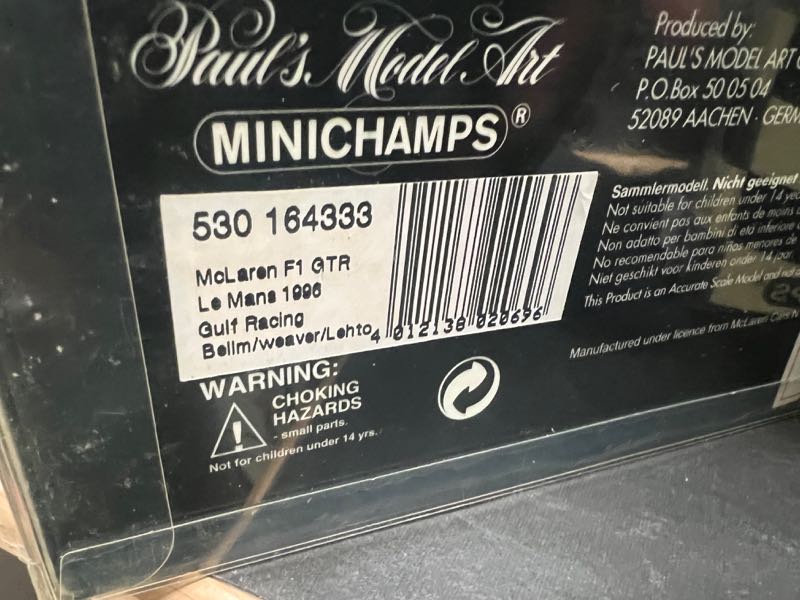 Paul's Model Art
MINICHAMPS®
530 164333
McLaren F1 GTR
Le Mans 1996
Gulf Racing
Bellm/weaver/Lehto
4 012138 020696
WARNING:
CHOKING
HAZARDS
- small parts.
Not for children under 14 yrs.
Produced by:
PAUL'S MODEL ART
P.O.Box 50 05 04
52089 AACHEN · GERM
Sammlermodell. Nicht geeignet
Not suitable for children under 14
Ne convient pas aux enfants de moins
Non adatto per bambini di età inferiore
No recomendable para niños menores de
Niet geschikt voor kinderen onder 14 jaar
This Product is an Accurate Scale Model and
Manufactured under licence from McLaren Cars